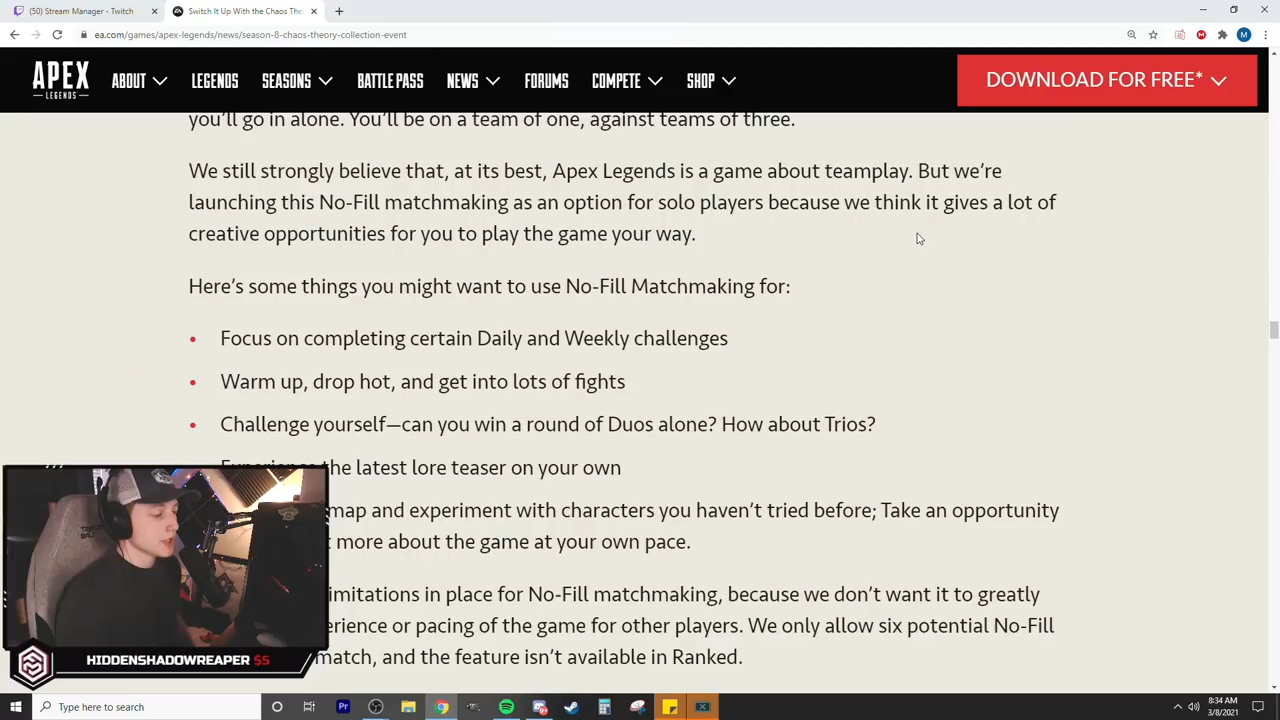 (50) Stream Manager - Twitch
Switch It Up With the Chaos The
ea.com/games/apex-legends/news/season-8-chaos-theory-collection-event
APEX
LEGENDS
ABOUT
LEGENDS
SEASONS
BATTLE PASS
NEWS
FORUMS
COMPETE
SHOP
DOWNLOAD FOR FREE*
you'll go in alone. You'll be on a team of one, against teams of three.
We still strongly believe that, at its best, Apex Legends is a game about teamplay. But we're
launching this No-Fill matchmaking as an option for solo players because we think it gives a lot of
creative opportunities for you to play the game your way.
Here's some things you might want to use No-Fill Matchmaking for:
• Focus on completing certain Daily and Weekly challenges
• Warm up, drop hot, and get into lots of fights
• Challenge yourself—can you win a round of Duos alone? How about Trios?
Experience the latest lore teaser on your own
map and experiment with characters you haven't tried before; Take an opportunity
more about the game at your own pace.
limitations in place for No-Fill matchmaking, because we don't want it to greatly
erience or pacing of the game for other players. We only allow six potential No-Fill
match, and the feature isn't available in Ranked.
HIDDENSHADOWREAPER $5
Type here to search
8:34 AM
3/8/2021